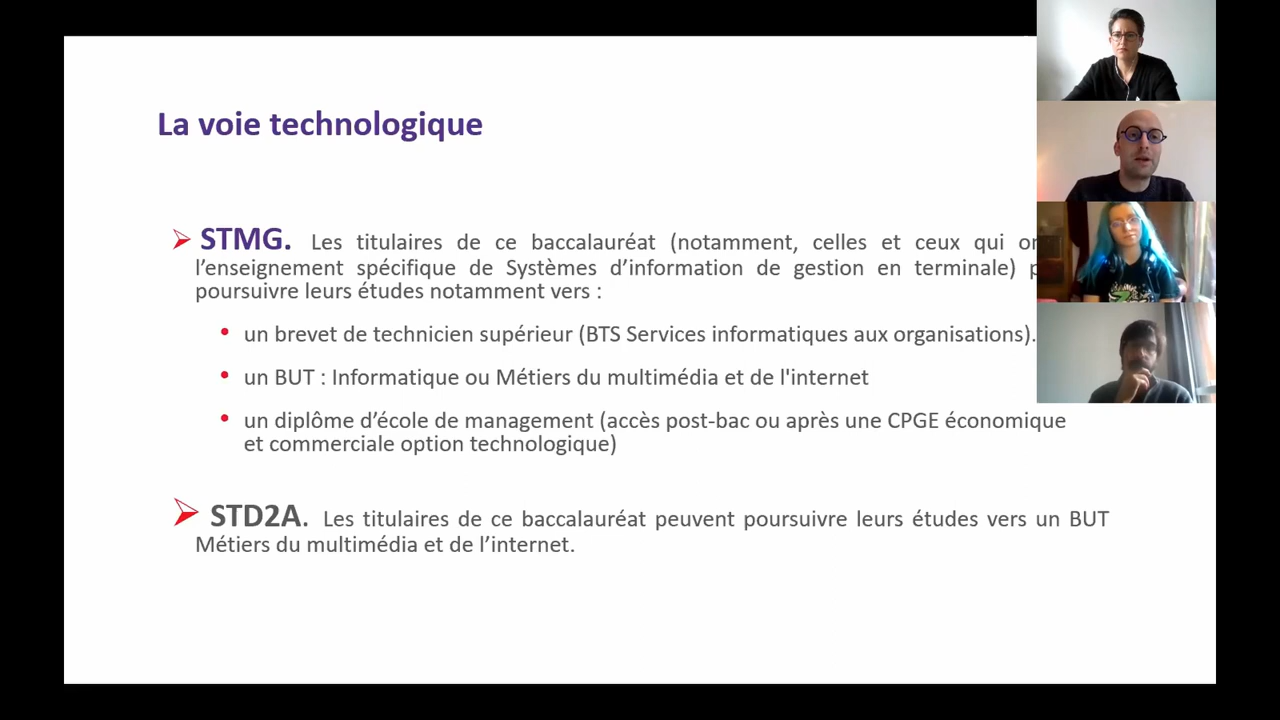 La voie technologique
STMG. Les titulaires de ce baccalauréat (notamment, celles et ceux qui
l’enseignement spécifique de Systèmes d’information de gestion en terminale)
poursuivre leurs études notamment vers :
• un brevet de technicien supérieur (BTS Services informatiques aux organisations).
• un BUT : Informatique ou Métiers du multimédia et de l'internet
• un diplôme d’école de management (accès post-bac ou après une CPGE économique
et commerciale option technologique)
STD2A. Les titulaires de ce baccalauréat peuvent poursuivre leurs études vers un BUT
Métiers du multimédia et de l’internet.